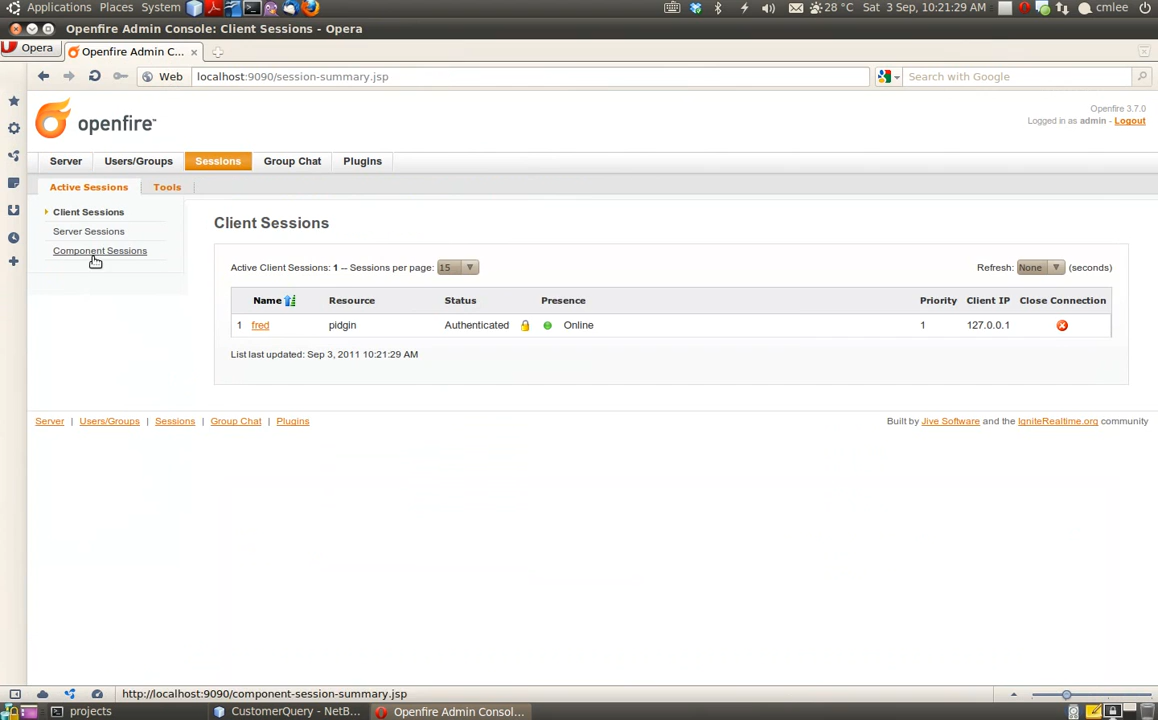 Applications Places System 28 °C Sat 3 Sep, 10:21:29 AM cmlee
Openfire Admin Console: Client Sessions - Opera
Opera Openfire Admin C...
Web localhost:9090/session-summary.jsp Search with Google
openfire™
Openfire 3.7.0
Logged in as admin - Logout
Server Users/Groups Sessions Group Chat Plugins
Active Sessions Tools
Client Sessions
Server Sessions
Component Sessions
Client Sessions
Active Client Sessions: 1 -- Sessions per page: 15 Refresh: None (seconds)
Name Resource Status Presence Priority Client IP Close Connection
1 fred pidgin Authenticated Online 1 127.0.0.1
List last updated: Sep 3, 2011 10:21:29 AM
Server | Users/Groups | Sessions | Group Chat | Plugins
Built by Jive Software and the IgniteRealtime.org community
http://localhost:9090/component-session-summary.jsp
projects CustomerQuery - NetB... Openfire Admin Consol...